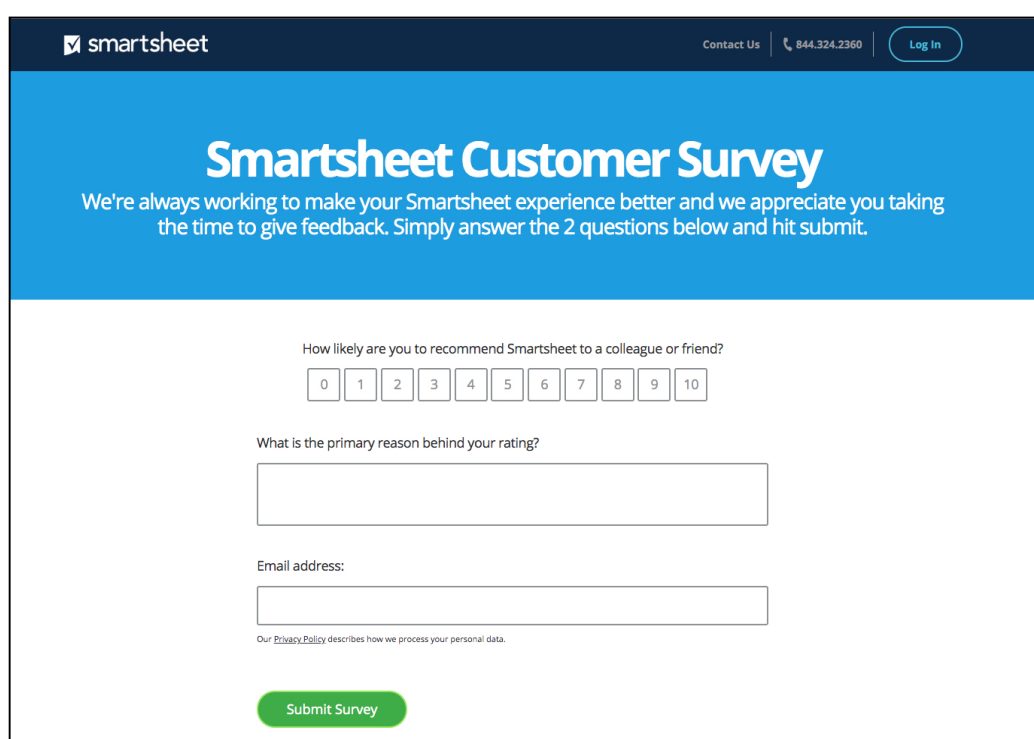 smartsheet
Contact Us
844.324.2360
Log In
Smartsheet Customer Survey
We're always working to make your Smartsheet experience better and we appreciate you taking
the time to give feedback. Simply answer the 2 questions below and hit submit.
How likely are you to recommend Smartsheet to a colleague or friend?
0 1 2 3 4 5 6 7 8 9 10
What is the primary reason behind your rating?
Email address:
Our Privacy Policy describes how we process your personal data.
Submit Survey